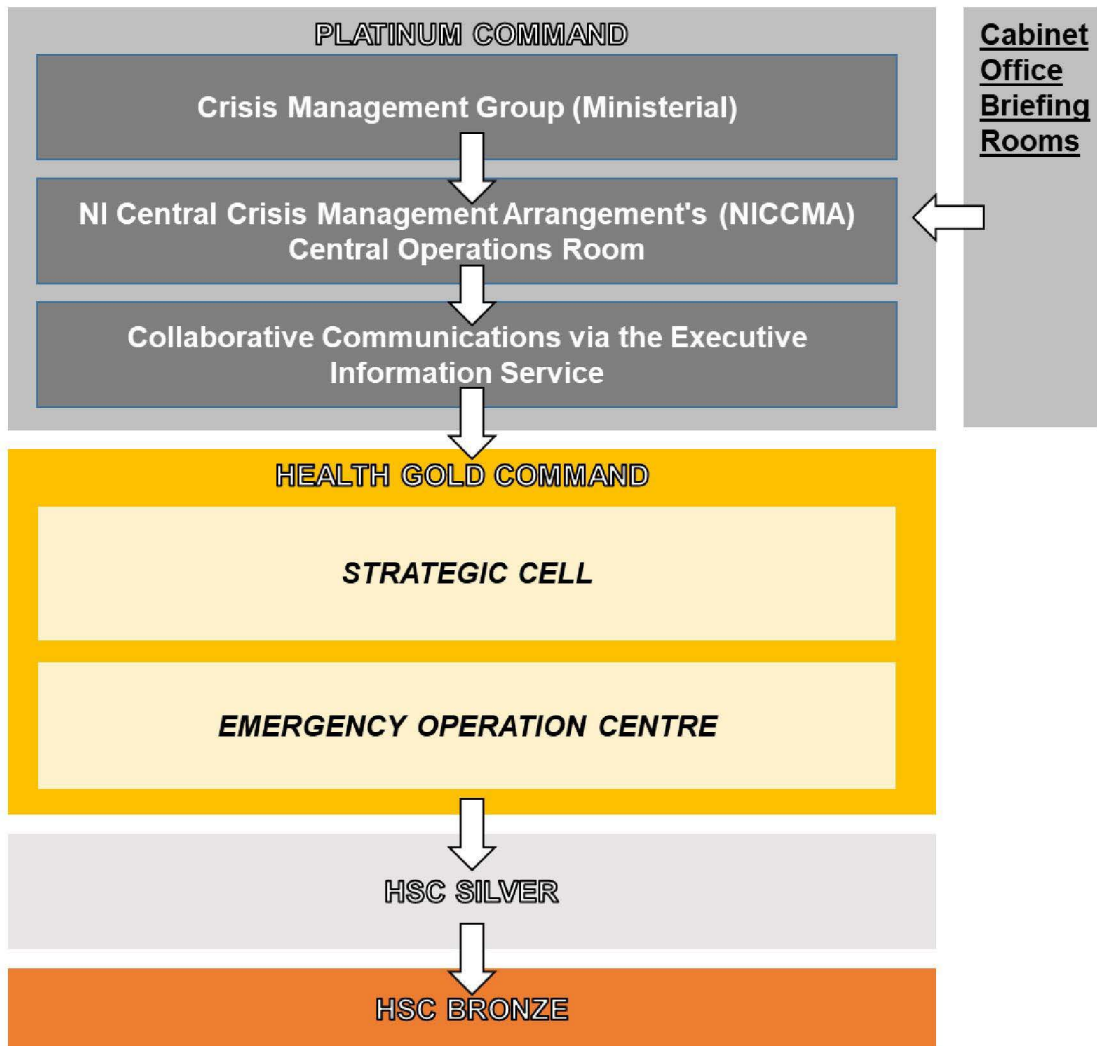 PLATINUM COMMAND
Crisis Management Group (Ministerial)
NI Central Crisis Management Arrangement's (NICCMA)
Central Operations Room
Collaborative Communications via the Executive
Information Service
Cabinet
Office
Briefing
Rooms
HEALTH GOLD COMMAND
STRATEGIC CELL
EMERGENCY OPERATION CENTRE
HSC SILVER
HSC BRONZE